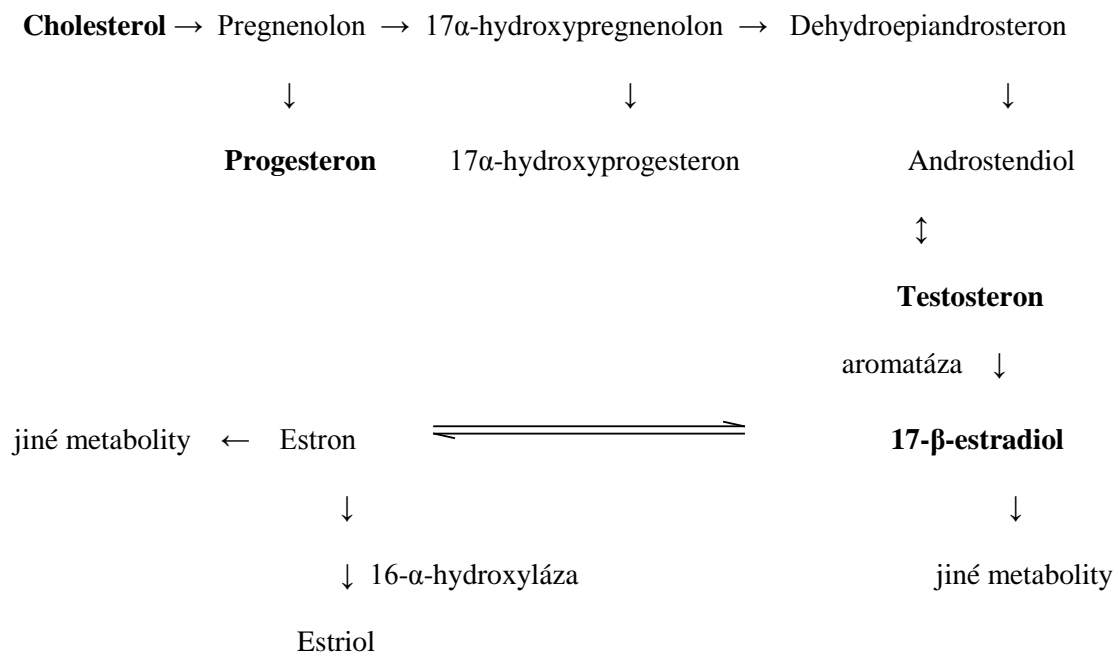 Cholesterol → Pregnenolon → 17α-hydroxypregnenolon → Dehydroepiandrosteron
↓ ↓ ↓
Progesteron 17α-hydroxyprogesteron Androstendiol
↕
Testosteron
aromatáza ↓
jiné metabolity ← Estron ⇌ 17-β-estradiol
↓ ↓
↓ 16-α-hydroxyláza jiné metabolity
Estriol